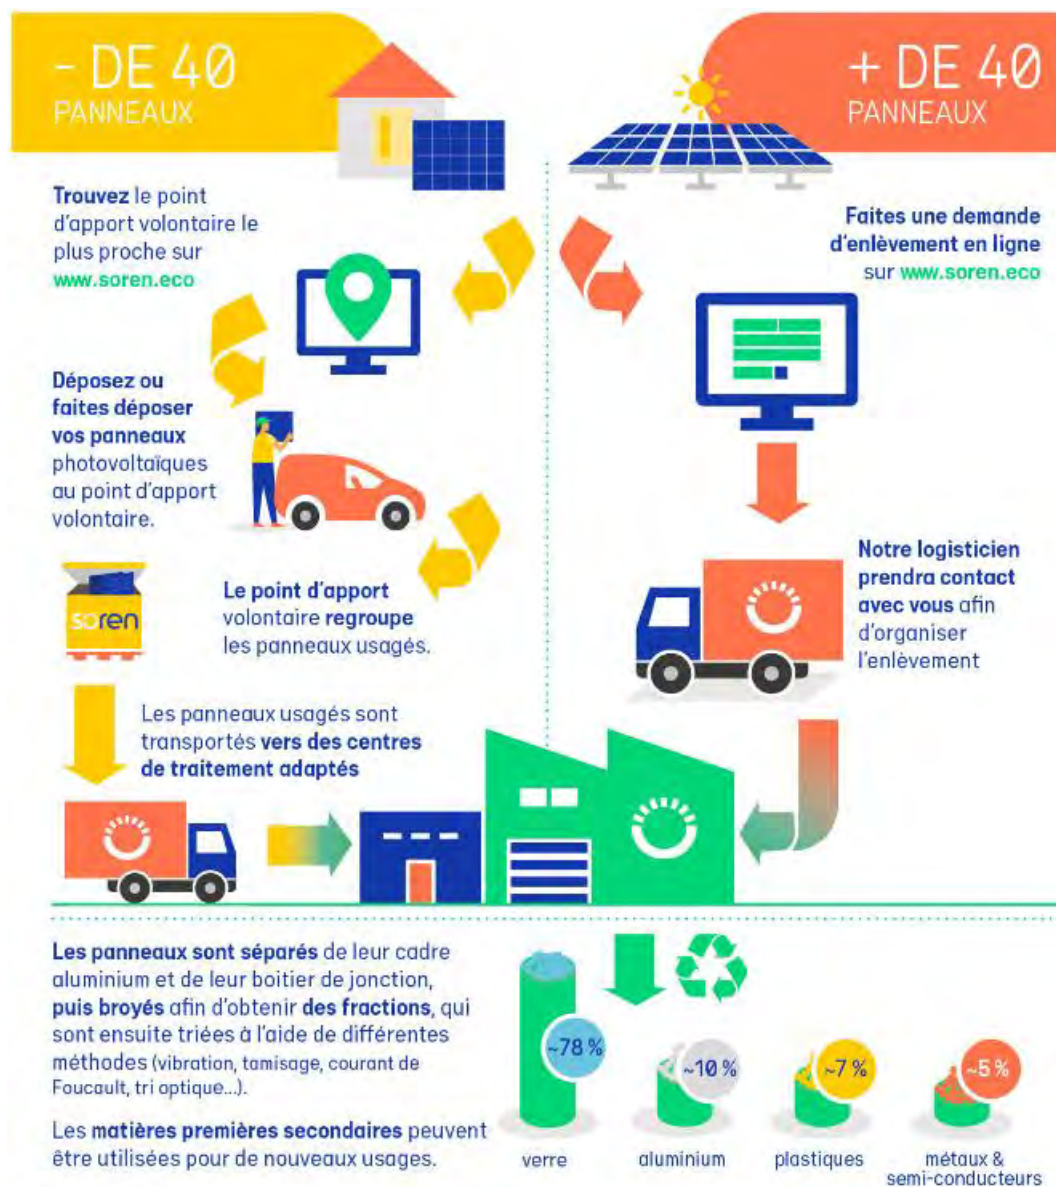 - DE 40
PANNEAUX
Trouvez le point
d'apport volontaire le
plus proche sur
www.soren.eco
Déposez ou
faites déposer
vos panneaux
photovoltaïques
au point d'apport
volontaire.
soren
Le point d'apport
volontaire regroupe
les panneaux usagés.
Les panneaux usagés sont
transportés vers des centres
de traitement adaptés
+ DE 40
PANNEAUX
Faites une demande
d'enlèvement en ligne
sur www.soren.eco
Notre logisticien
prendra contact
avec vous afin
d'organiser
l'enlèvement
Les panneaux sont séparés de leur cadre
aluminium et de leur boitier de jonction,
puis broyés afin d'obtenir des fractions, qui
sont ensuite triées à l'aide de différentes
méthodes (vibration, tamisage, courant de
Foucault, tri optique...).
Les matières premières secondaires peuvent
être utilisées pour de nouveaux usages.
~78 %
verre
~10 %
aluminium
~7 %
plastiques
~5 %
métaux &
semi-conducteurs